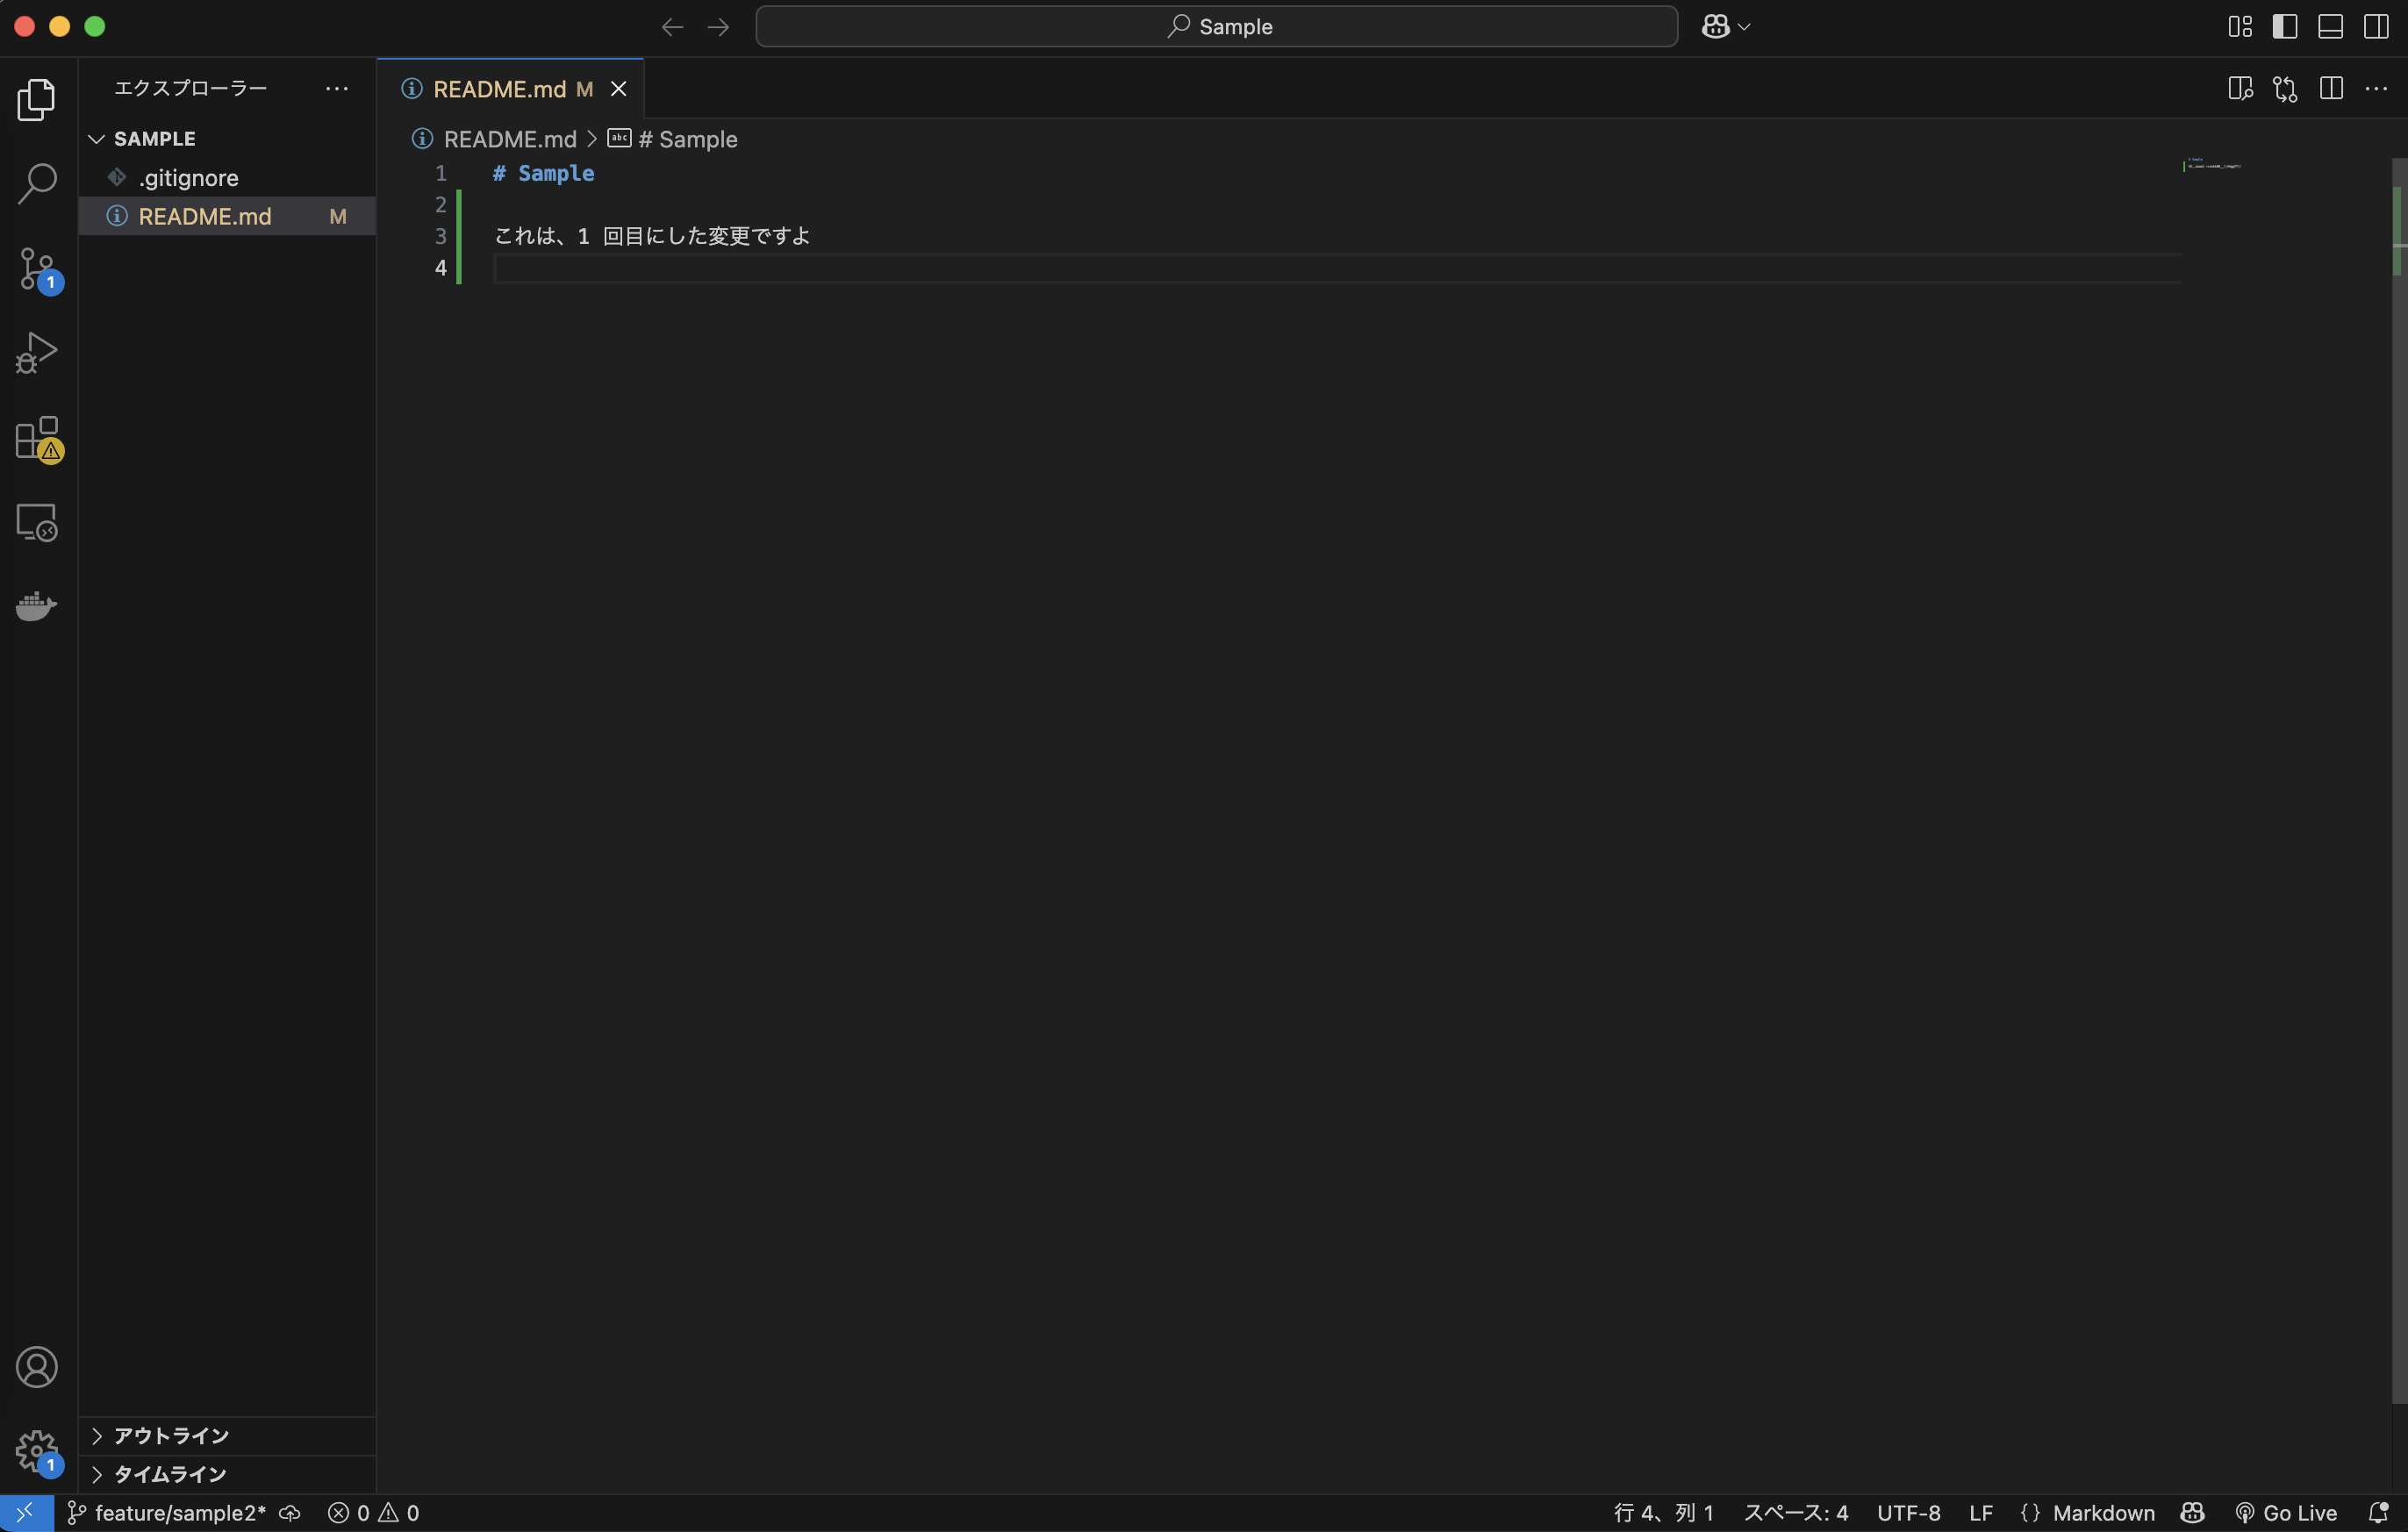 Sample
エクスプローラー
README.md M
SAMPLE
README.md > # Sample
.gitignore
README.md M
1 # Sample
2
3 これは、1 回目にした変更ですよ
4
1
アウトライン
1
タイムライン
feature/sample2* 0 0 行 4、列 1 スペース: 4 UTF-8 LF {} Markdown Go Live